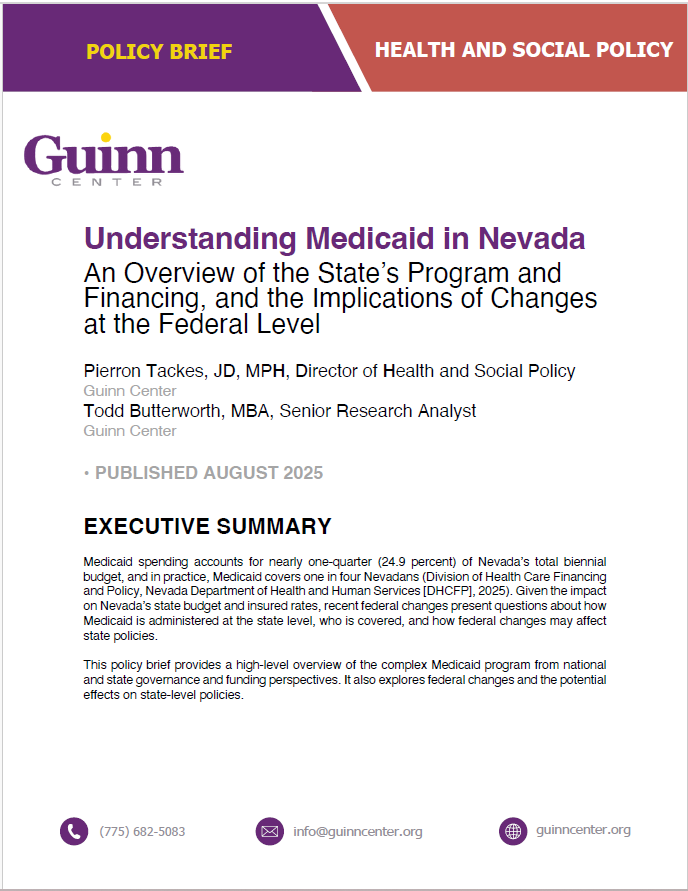 POLICY BRIEF
HEALTH AND SOCIAL POLICY
Guinn
CENTER
Understanding Medicaid in Nevada
An Overview of the State's Program and
Financing, and the Implications of Changes
at the Federal Level
Pierron Tackes, JD, MPH, Director of Health and Social Policy
Guinn Center
Todd Butterworth, MBA, Senior Research Analyst
Guinn Center
• PUBLISHED AUGUST 2025
EXECUTIVE SUMMARY
Medicaid spending accounts for nearly one-quarter (24.9 percent) of Nevada's total biennial
budget, and in practice, Medicaid covers one in four Nevadans (Division of Health Care Financing
and Policy, Nevada Department of Health and Human Services [DHCFP], 2025). Given the impact
on Nevada's state budget and insured rates, recent federal changes present questions about how
Medicaid is administered at the state level, who is covered, and how federal changes may affect
state policies.
This policy brief provides a high-level overview of the complex Medicaid program from national
and state governance and funding perspectives. It also explores federal changes and the potential
effects on state-level policies.
(775) 682-5083
info@guinncenter.org
guinncenter.org